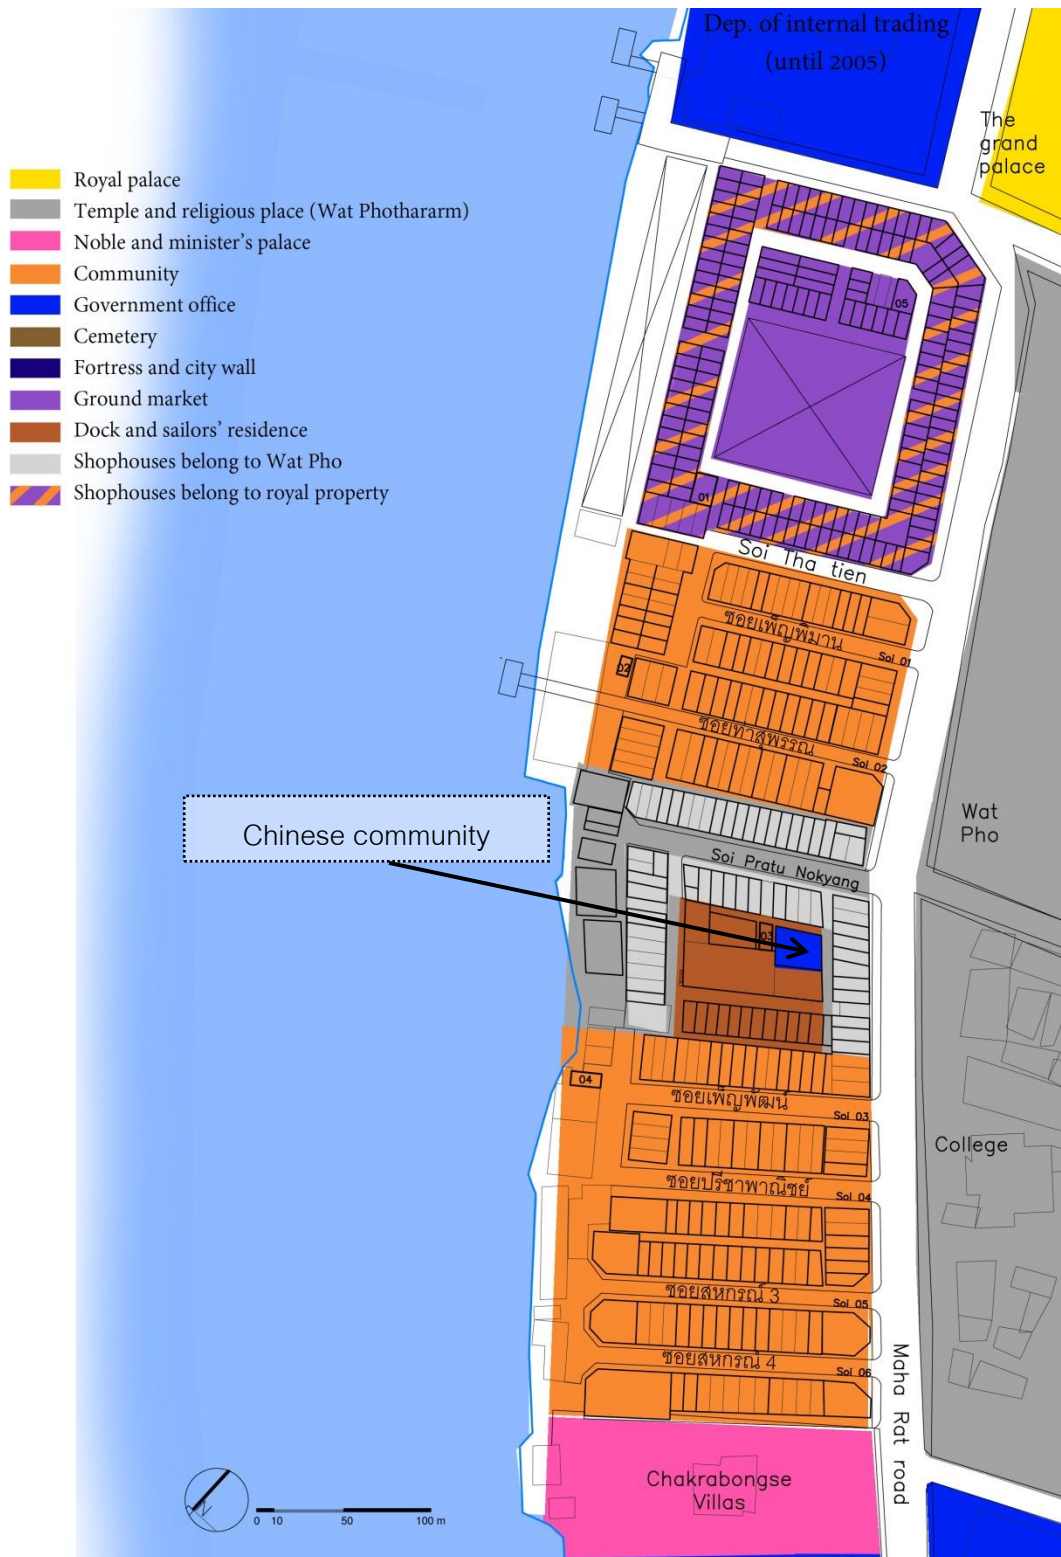 Dep. of internal trading
(until 2005)
The
grand
palace
Royal palace
Temple and religious place (Wat Phothararm)
Noble and minister's palace
Community
Government office
Cemetery
Fortress and city wall
Ground market
Dock and sailors' residence
Shophouses belong to Wat Pho
Shophouses belong to royal property
05
01
Soi Tha tien
ซอยเพ็ญพิมาน
Soi 01
02
ซอยท่าสุพรรณ
Soi 02
Chinese community
Wat
Pho
Soi Pratu Nokyang
03
04
ซอยเพ็ญพัฒน์
Soi 03
College
ซอยปรีชาพาณิชย์
Soi 04
ซอยสหกรณ์ 3
Soi 05
ซอยสหกรณ์ 4
Soi 06
Maha Rat road
Chakrabongse
Villas
N
0 10 50 100 m